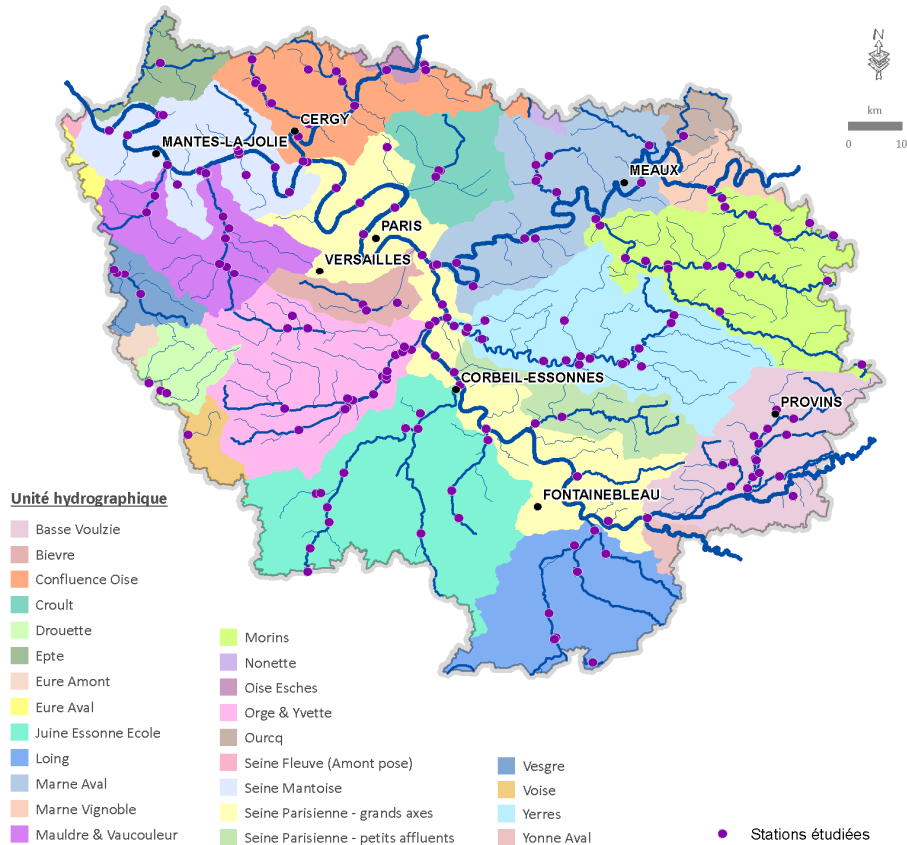 N
km
0 10
CERGY
MANTES-LA-JOLIE
MEAUX
PARIS
VERSAILLES
CORBEIL-ESSONNES
PROVINS
FONTAINEBLEAU
Unité hydrographique
Basse Voulzie
Bievre
Confluence Oise
Croult
Drouette
Epte
Eure Amont
Eure Aval
Juine Essonne Ecole
Loing
Marne Aval
Marne Vignoble
Mauldre & Vaucouleur
Morins
Nonette
Oise Esches
Orge & Yvette
Ourcq
Seine Fleuve (Amont pose)
Seine Mantoise
Seine Parisienne - grands axes
Seine Parisienne - petits affluents
Vesgre
Voise
Yerres
Yonne Aval
Stations étudiées